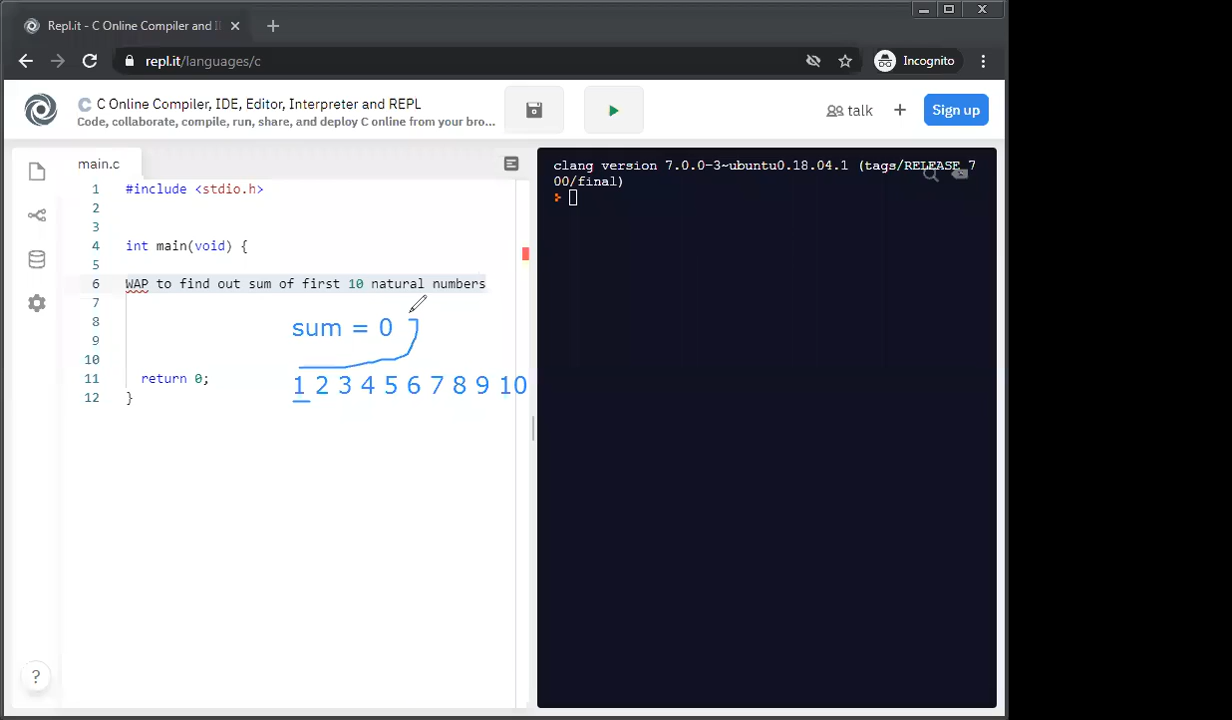 Repl.it - C Online Compiler and I
repl.it/languages/c
Incognito
C Online Compiler, IDE, Editor, Interpreter and REPL
Code, collaborate, compile, run, share, and deploy C online from your bro...
talk
Sign up
main.c
1 #include <stdio.h>
2
3
4 int main(void) {
5
6 WAP to find out sum of first 10 natural numbers
7
8
9
10
11 return 0;
12 }
sum = 0
1 2 3 4 5 6 7 8 9 10
clang version 7.0.0-3~ubuntu0.18.04.1 (tags/RELEASE_7
00/final)
?